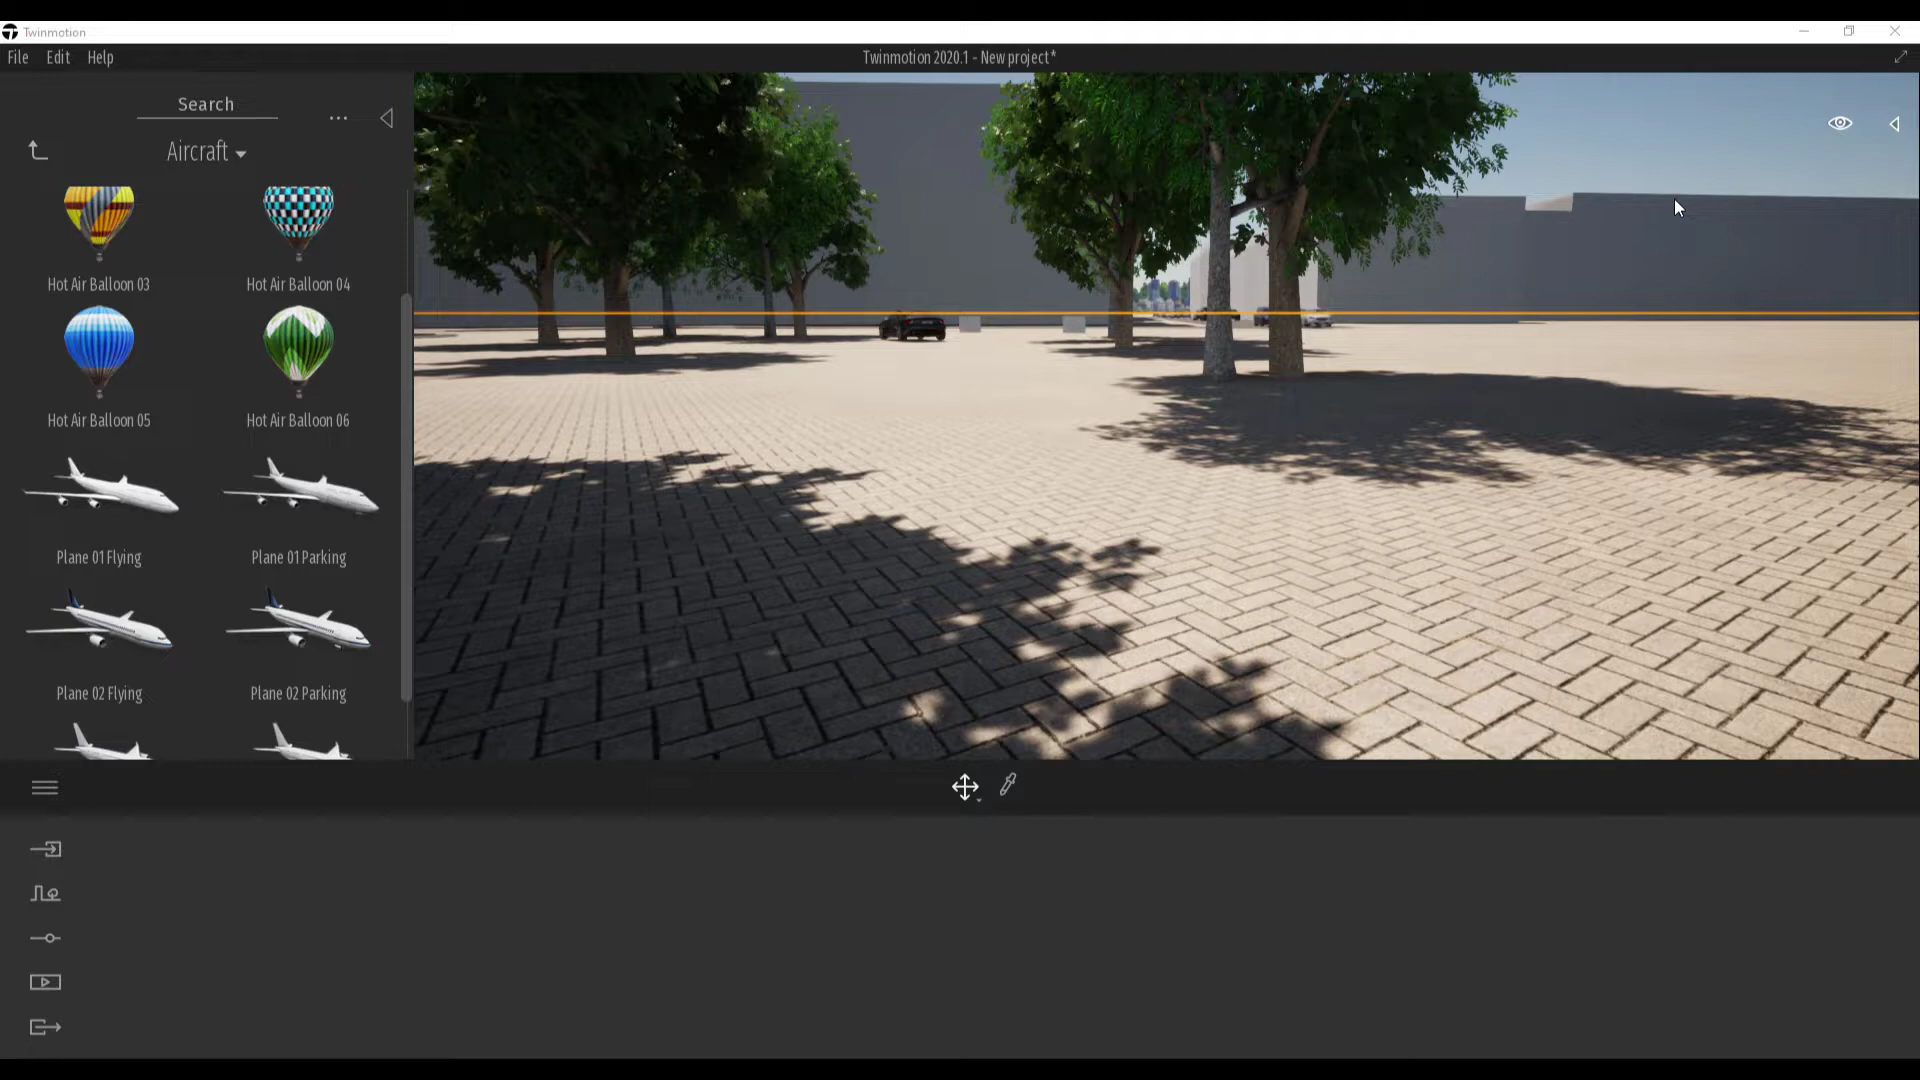 Twinmotion
File Edit Help
Twinmotion 2020.1 - New project*
Search
Aircraft
Hot Air Balloon 03
Hot Air Balloon 04
Hot Air Balloon 05
Hot Air Balloon 06
Plane 01 Flying
Plane 01 Parking
Plane 02 Flying
Plane 02 Parking